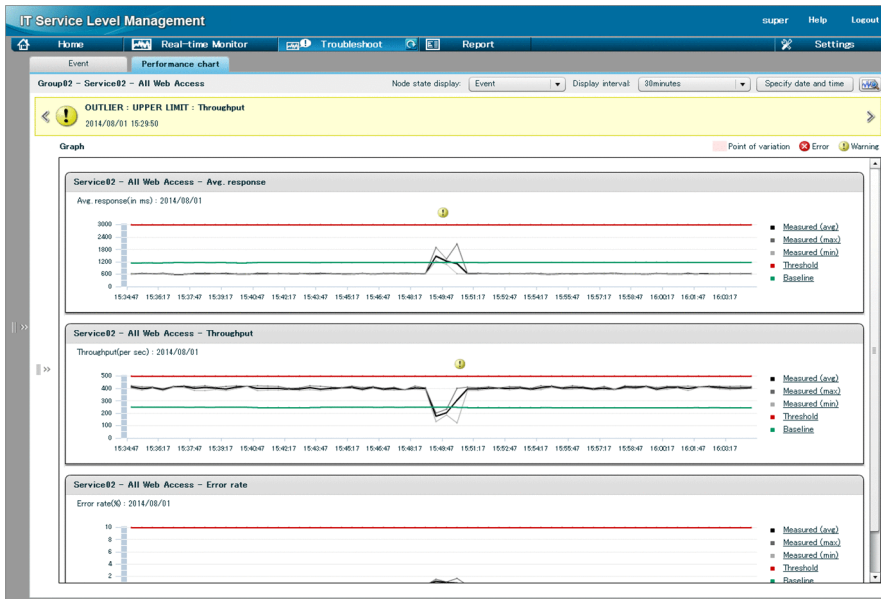 IT Service Level Management
super Help Logout
Home Real-time Monitor Troubleshoot Report Settings
Event Performance chart
Group02 - Service02 - All Web Access Node state display: Event Display interval: 30minutes Specify date and time
OUTLIER : UPPER LIMIT : Throughput
2014/08/01 15:29:50
Graph Point of variation Error Warning
Service02 - All Web Access - Avg. response
Avg. response(in ms) : 2014/08/01
3000
2400
1800
1200
600
0
15:34:47 15:36:17 15:37:47 15:39:17 15:40:47 15:42:17 15:43:47 15:45:17 15:46:47 15:48:17 15:49:47 15:51:17 15:52:47 15:54:17 15:55:47 15:57:17 15:58:47 16:00:17 16:01:47 16:03:17
Measured (avg)
Measured (max)
Measured (min)
Threshold
Baseline
Service02 - All Web Access - Throughput
Throughput(per sec) : 2014/08/01
500
400
300
200
100
0
15:34:47 15:36:17 15:37:47 15:39:17 15:40:47 15:42:17 15:43:47 15:45:17 15:46:47 15:48:17 15:49:47 15:51:17 15:52:47 15:54:17 15:55:47 15:57:17 15:58:47 16:00:17 16:01:47 16:03:17
Measured (avg)
Measured (max)
Measured (min)
Threshold
Baseline
Service02 - All Web Access - Error rate
Error rate(%) : 2014/08/01
10
8
6
4
2
Measured (avg)
Measured (max)
Measured (min)
Threshold
Baseline